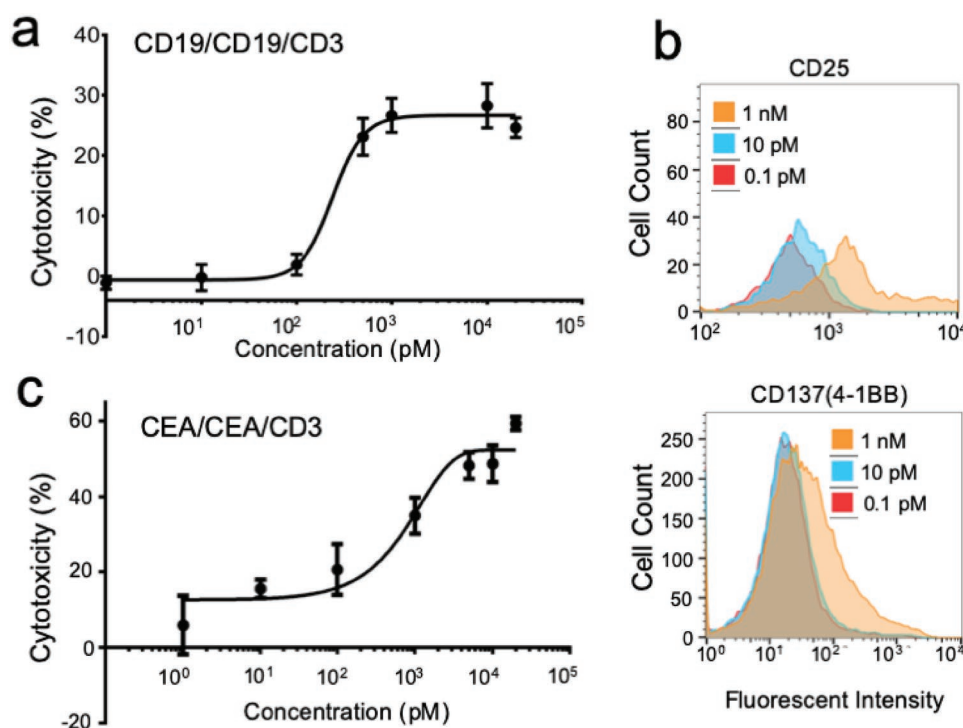 a
CD19/CD19/CD3
Cytotoxicity (%)
40
30
20
10
0
-10
10¹ 10² 10³ 10⁴ 10⁵
Concentration (pM)
b
CD25
Cell Count
80
60
40
20
0
1 nM
10 pM
0.1 pM
10² 10³ 10⁴
c
CEA/CEA/CD3
Cytotoxicity (%)
60
40
20
0
-20
10⁰ 10¹ 10² 10³ 10⁴ 10⁵
Concentration (pM)
CD137(4-1BB)
Cell Count
250
200
150
100
50
0
1 nM
10 pM
0.1 pM
10⁰ 10¹ 10² 10³ 10⁴
Fluorescent Intensity